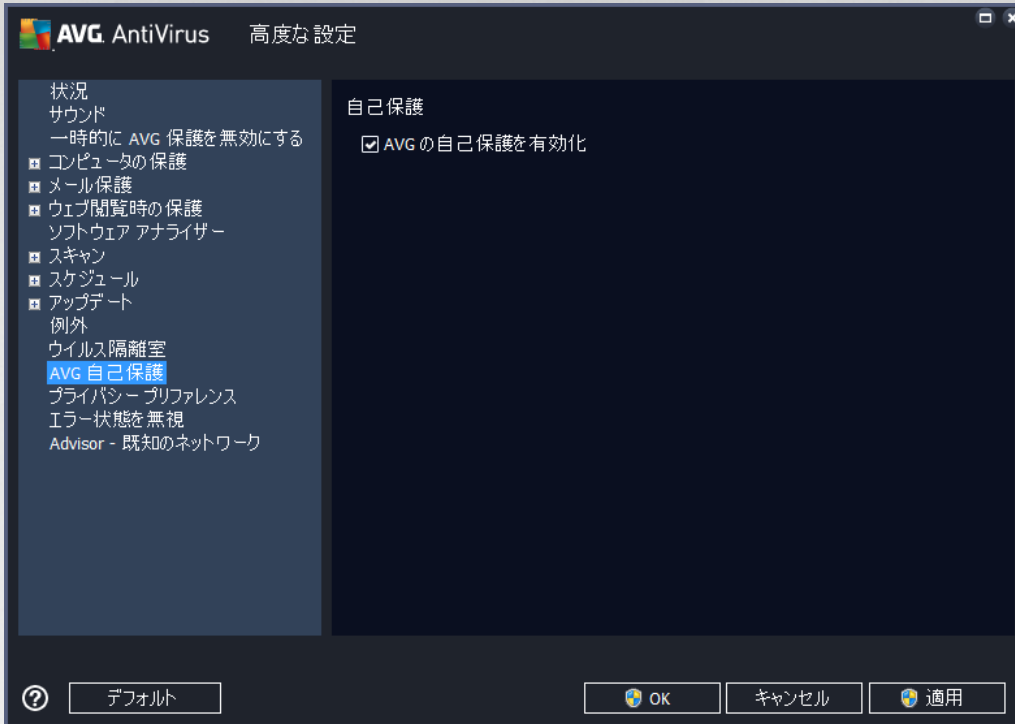 AVG. AntiVirus 高度な設定
状況
サウンド
一時的に AVG 保護を無効にする
コンピュータの保護
メール保護
ウェブ閲覧時の保護
ソフトウェア アナライザー
スキャン
スケジュール
アップデート
例外
ウイルス隔離室
AVG 自己保護
プライバシー プリファレンス
エラー状態を無視
Advisor - 既知のネットワーク
自己保護
AVG の自己保護を有効化
デフォルト
OK
キャンセル
適用